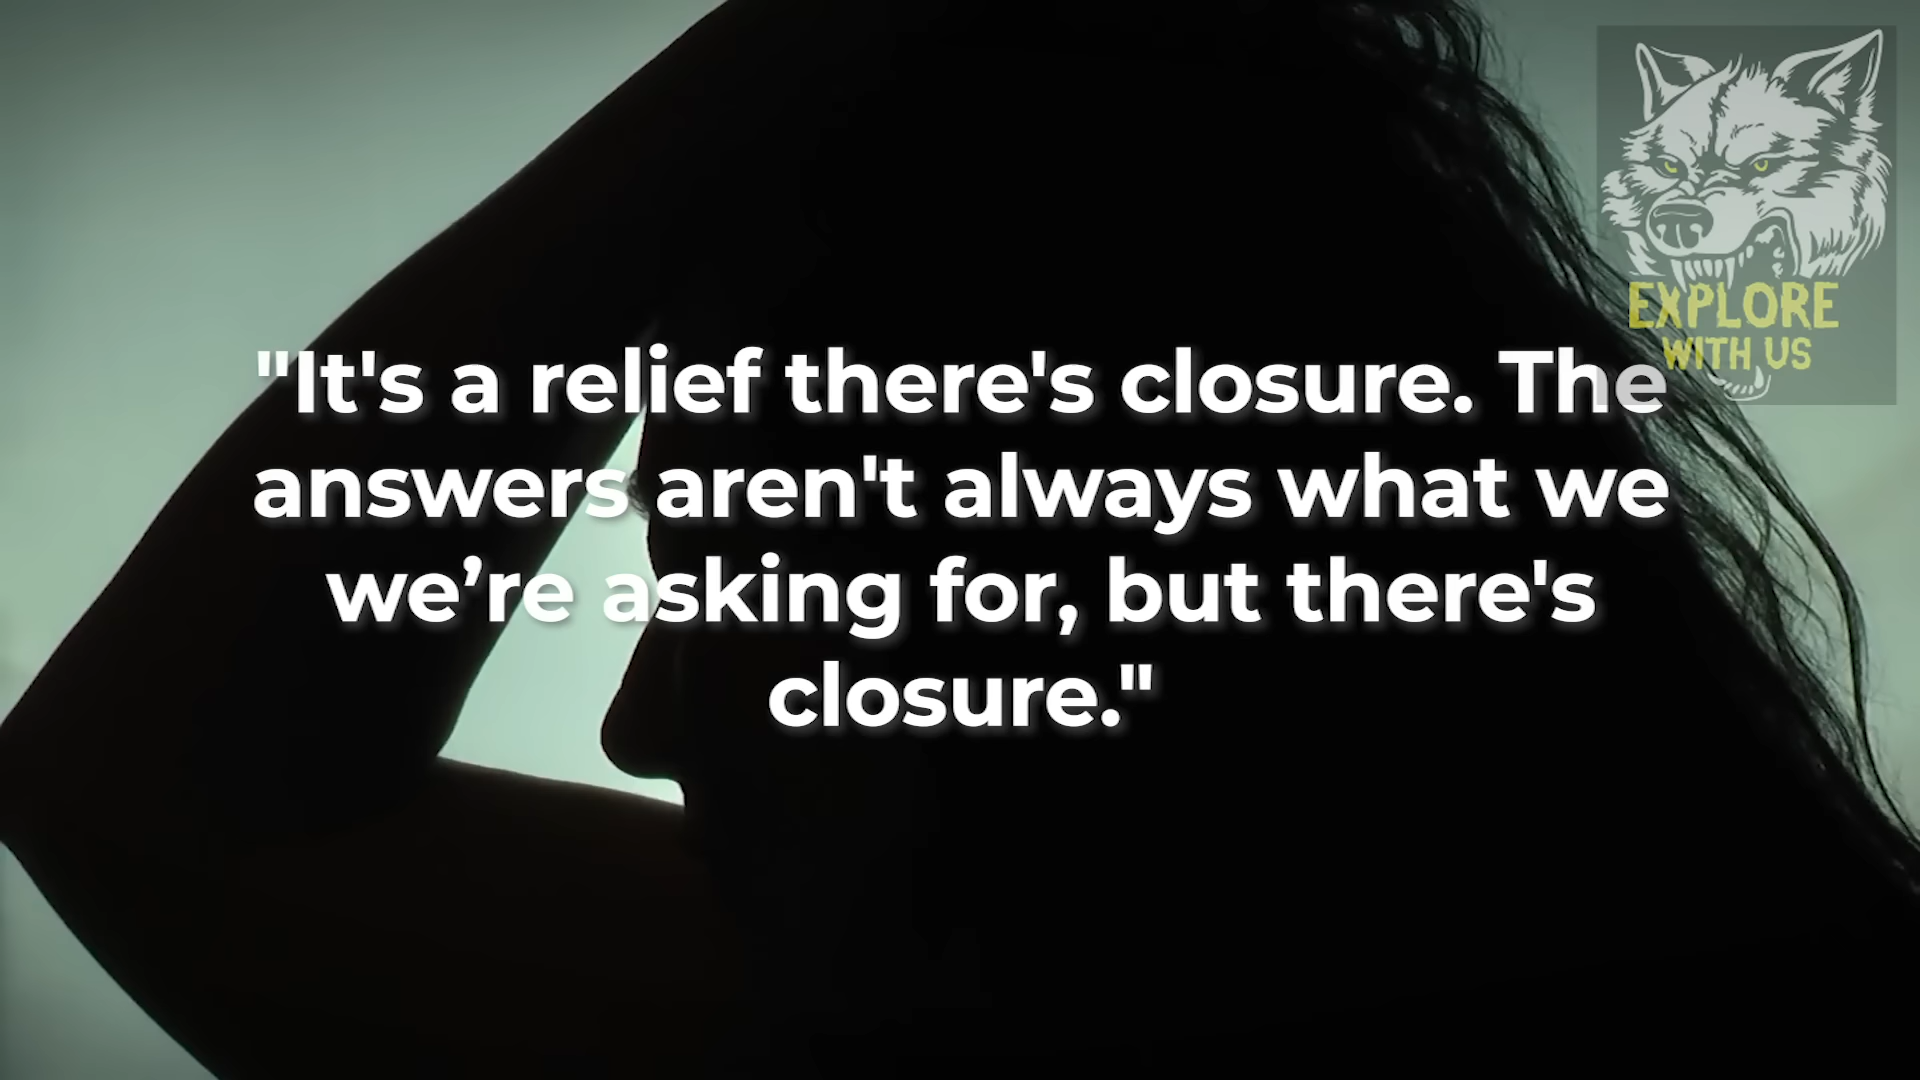 "It's a relief there's closure. The
answers aren't always what we
we’re asking for, but there's
closure."
EXPLORE
WITH US